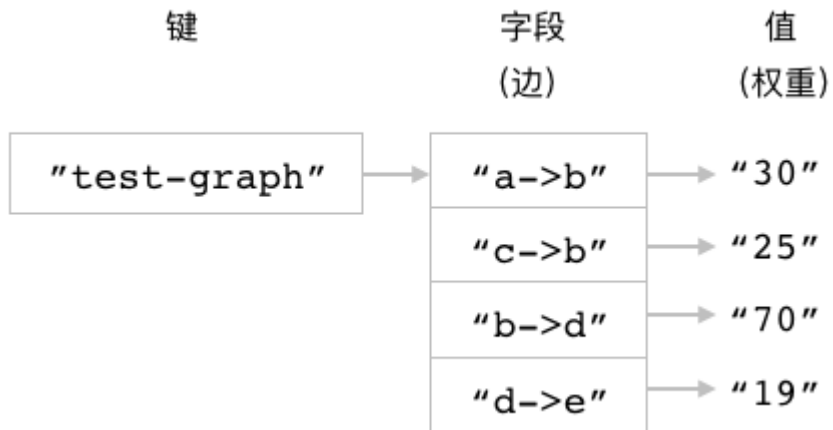 键 字段 值
(边) (权重)
"test-graph" "a->b" "30"
"c->b" "25"
"b->d" "70"
"d->e" "19"